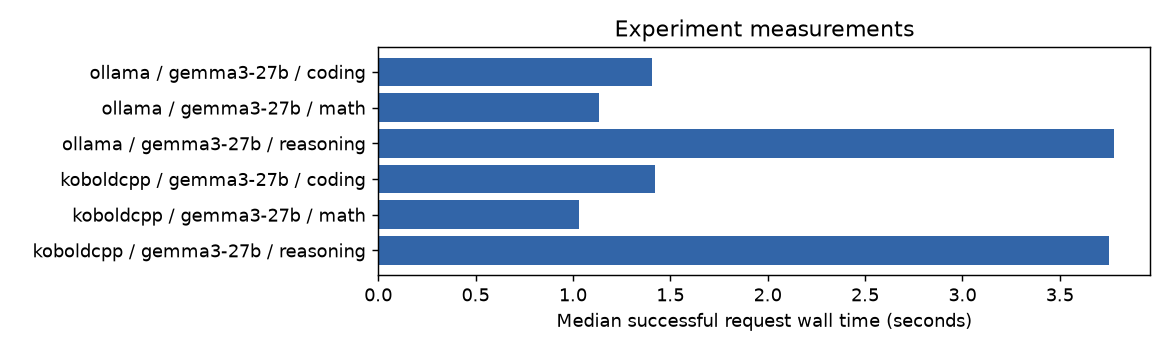 Experiment measurements
ollama / gemma3-27b / coding
ollama / gemma3-27b / math
ollama / gemma3-27b / reasoning
koboldcpp / gemma3-27b / coding
koboldcpp / gemma3-27b / math
koboldcpp / gemma3-27b / reasoning
0.0 0.5 1.0 1.5 2.0 2.5 3.0 3.5
Median successful request wall time (seconds)